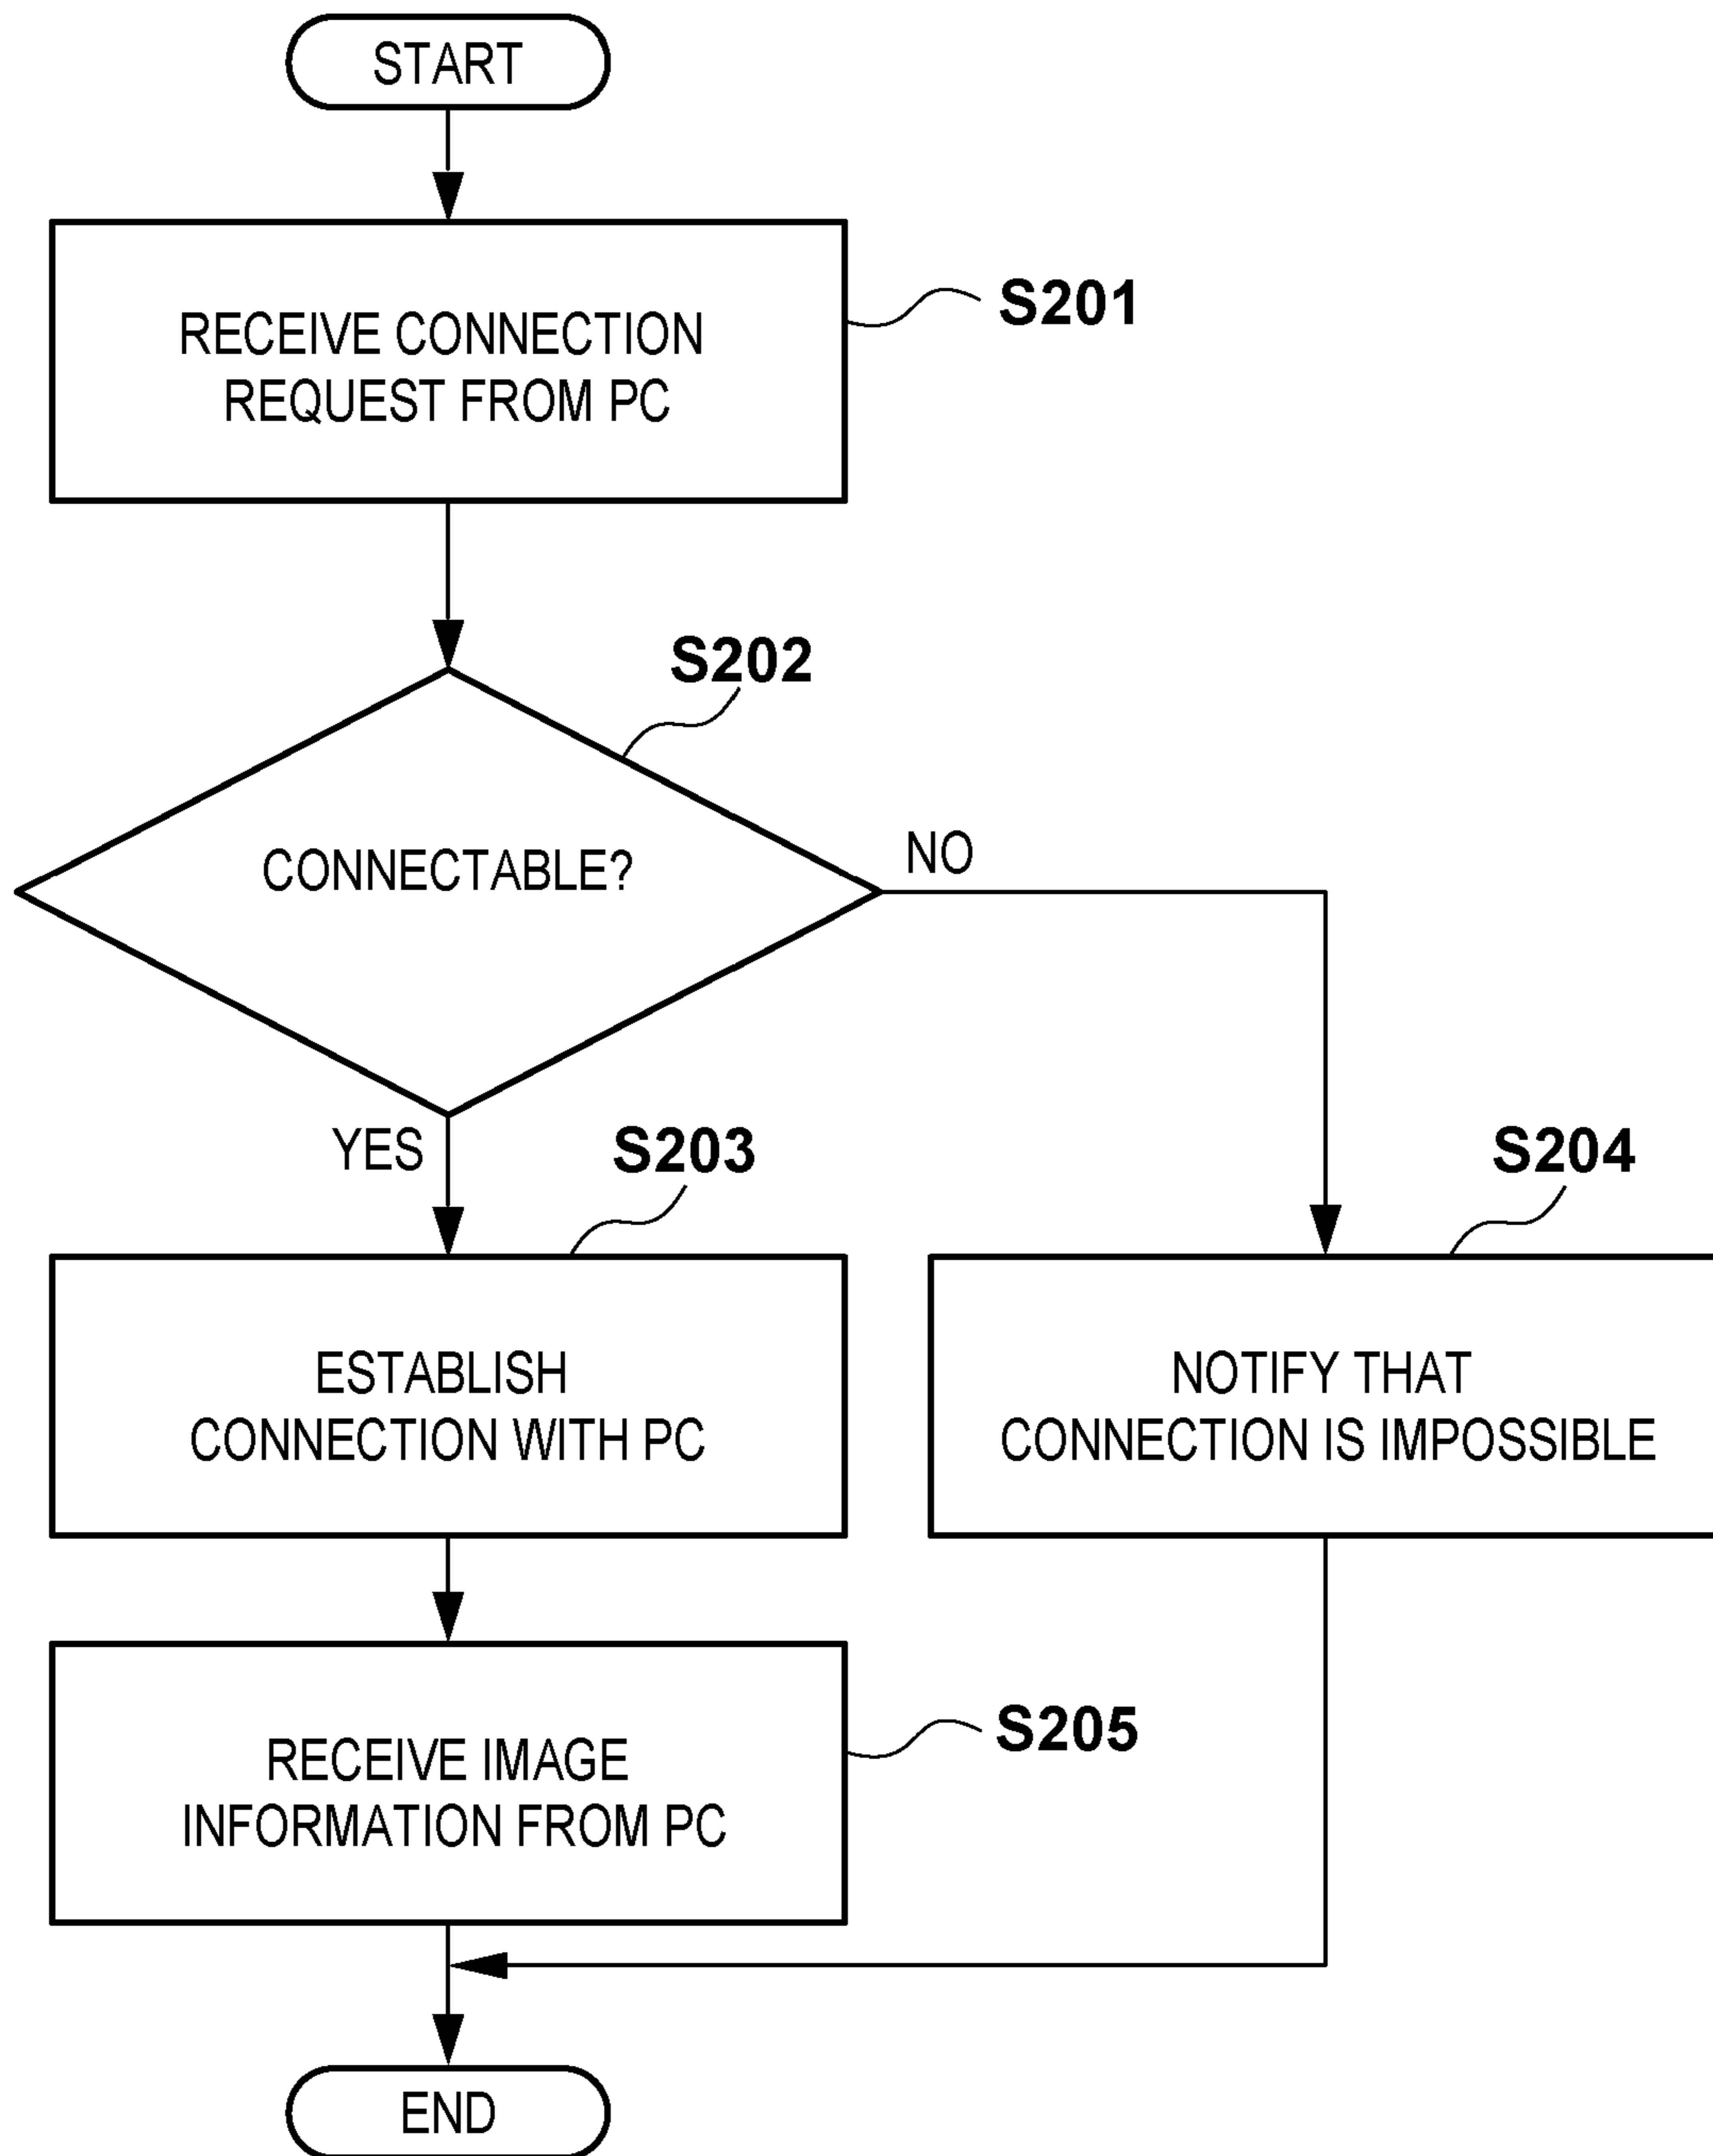 START
RECEIVE CONNECTION
REQUEST FROM PC
S201
S202
CONNECTABLE?
NO
YES
S203
ESTABLISH
CONNECTION WITH PC
S204
NOTIFY THAT
CONNECTION IS IMPOSSIBLE
RECEIVE IMAGE
INFORMATION FROM PC
S205
END